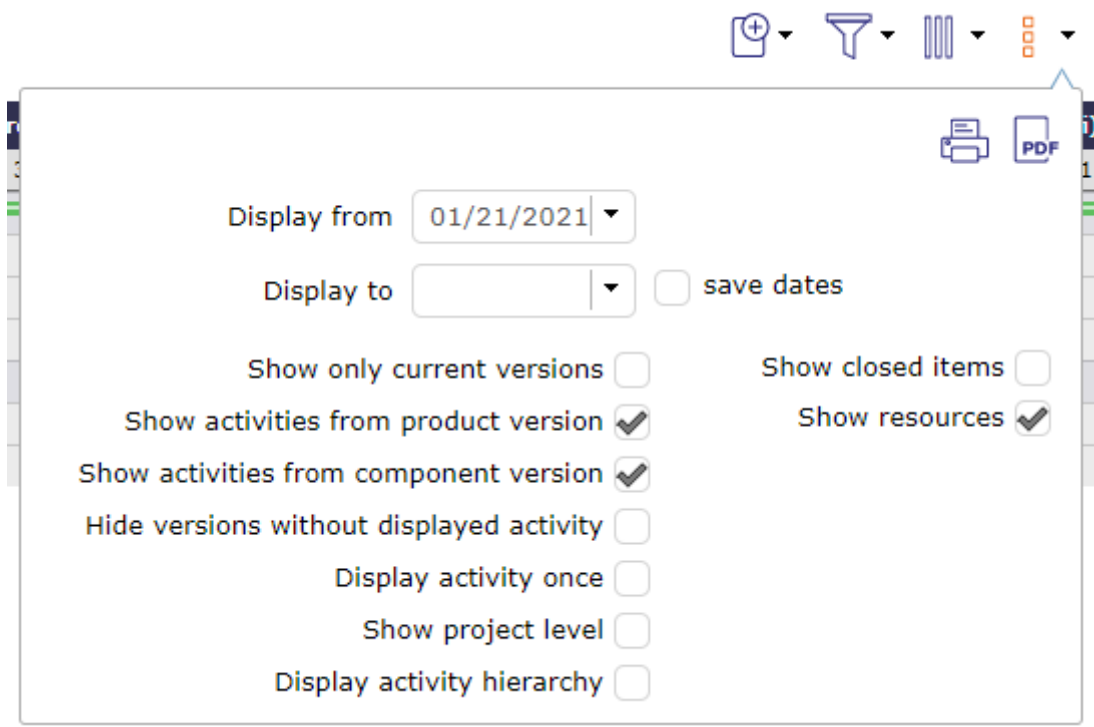 PDF
Display from 01/21/2021
Display to save dates
Show only current versions Show closed items
Show activities from product version Show resources
Show activities from component version
Hide versions without displayed activity
Display activity once
Show project level
Display activity hierarchy